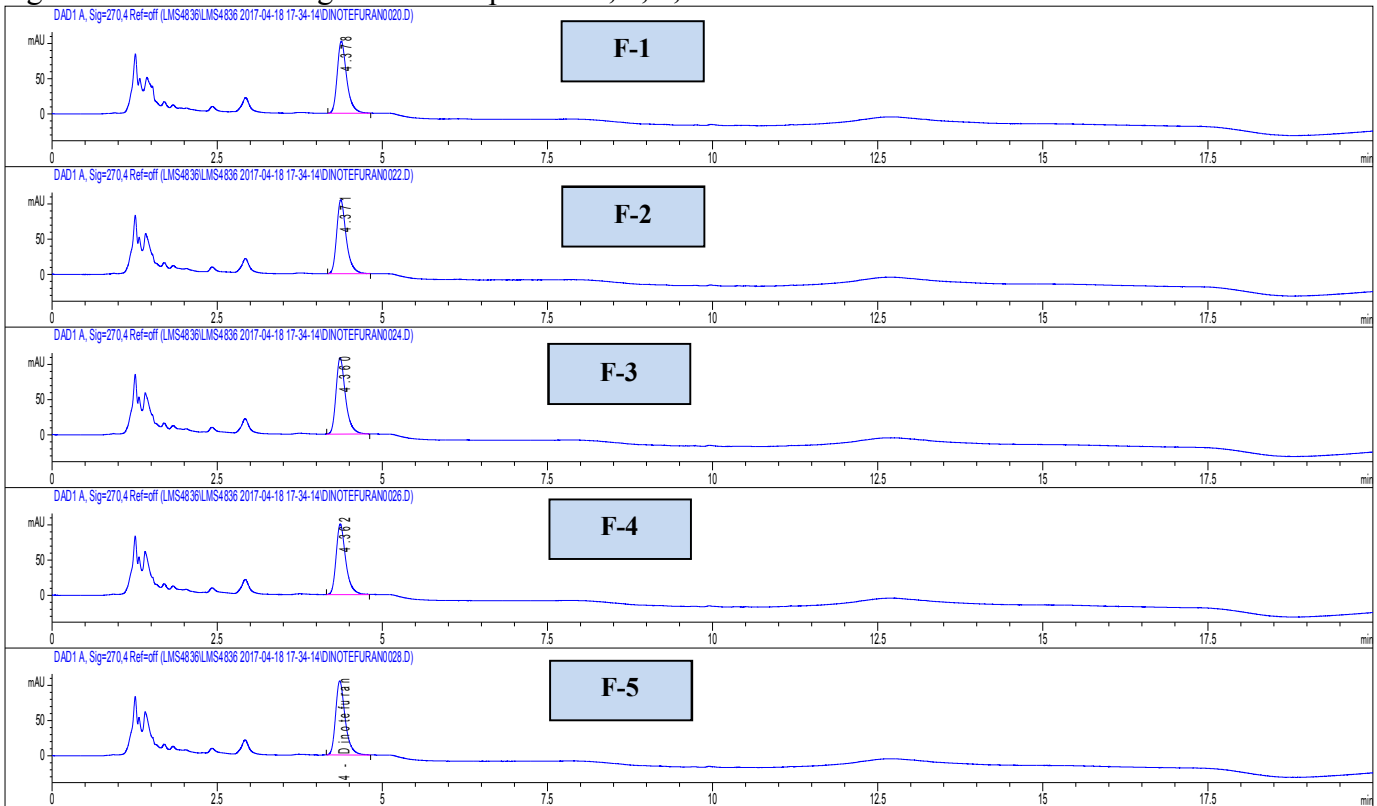 DAD1 A, Sig=270,4 Ref=off (LMS4836\LMS4836 2017-04-18 17-34-14\DINOTEFURAN0020.D)
mAU
50
0
4.378
F-1
0 2.5 5 7.5 10 12.5 15 17.5 min
DAD1 A, Sig=270,4 Ref=off (LMS4836\LMS4836 2017-04-18 17-34-14\DINOTEFURAN0022.D)
mAU
50
0
4.371
F-2
0 2.5 5 7.5 10 12.5 15 17.5 min
DAD1 A, Sig=270,4 Ref=off (LMS4836\LMS4836 2017-04-18 17-34-14\DINOTEFURAN0024.D)
mAU
50
0
4.360
F-3
0 2.5 5 7.5 10 12.5 15 17.5 min
DAD1 A, Sig=270,4 Ref=off (LMS4836\LMS4836 2017-04-18 17-34-14\DINOTEFURAN0026.D)
mAU
50
0
4.362
F-4
0 2.5 5 7.5 10 12.5 15 17.5 min
DAD1 A, Sig=270,4 Ref=off (LMS4836\LMS4836 2017-04-18 17-34-14\DINOTEFURAN0028.D)
mAU
50
0
4 - Dinotefuran
F-5
0 2.5 5 7.5 10 12.5 15 17.5 min